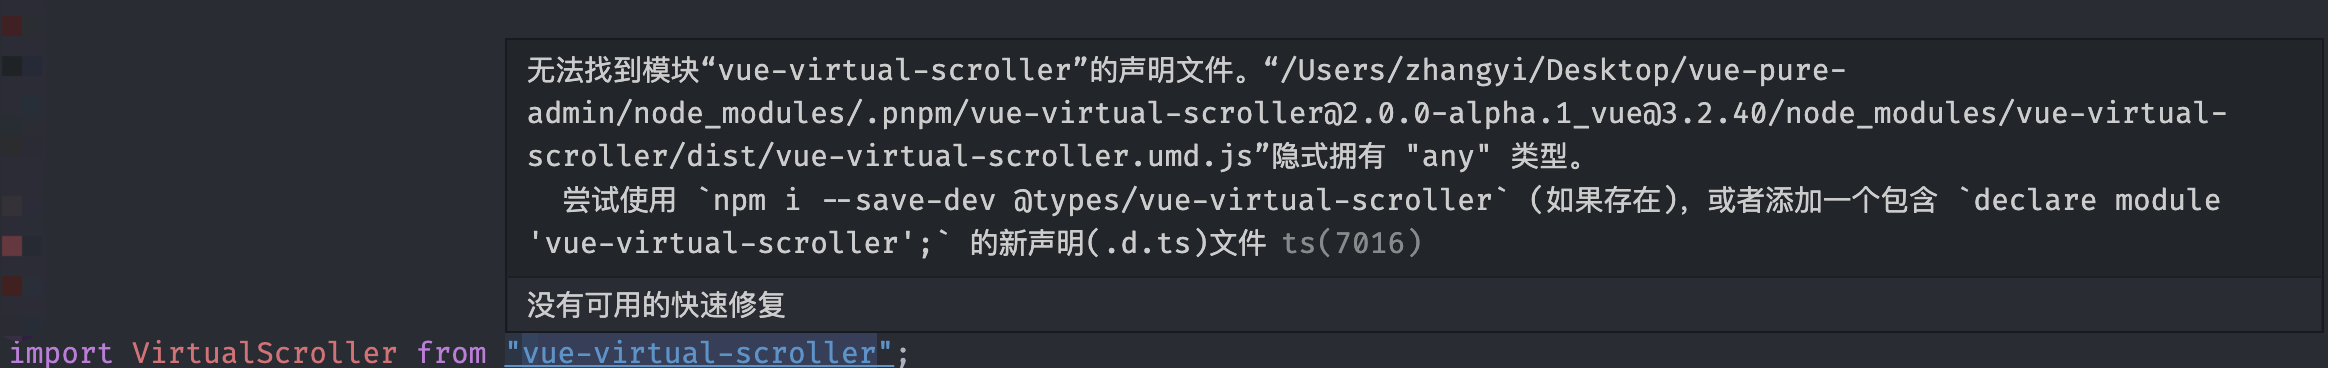 无法找到模块“vue-virtual-scroller”的声明文件。“/Users/zhangyi/Desktop/vue-pure-
admin/node_modules/.pnpm/vue-virtual-scroller@2.0.0-alpha.1_vue@3.2.40/node_modules/vue-virtual-
scroller/dist/vue-virtual-scroller.umd.js”隐式拥有 "any" 类型。
  尝试使用 `npm i --save-dev @types/vue-virtual-scroller` (如果存在)，或者添加一个包含 `declare module
'vue-virtual-scroller';` 的新声明(.d.ts)文件 ts(7016)
没有可用的快速修复
import VirtualScroller from "vue-virtual-scroller";